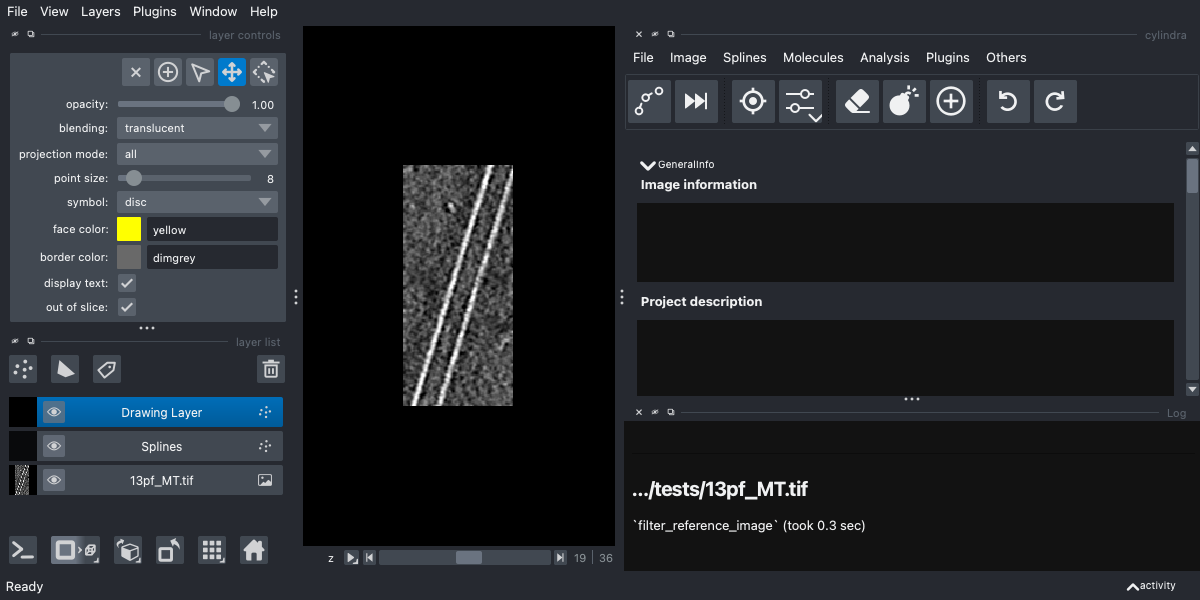 File View Layers Plugins Window Help
layer controls
opacity: 1.00
blending: translucent
projection mode: all
point size: 8
symbol: disc
face color: yellow
border color: dimgrey
display text:
out of slice:
layer list
Drawing Layer
Splines
13pf_MT.tif
Ready
z 19 36
cylindra
File Image Splines Molecules Analysis Plugins Others
GeneralInfo
Image information
Project description
Log
.../tests/13pf_MT.tif
`filter_reference_image` (took 0.3 sec)
activity